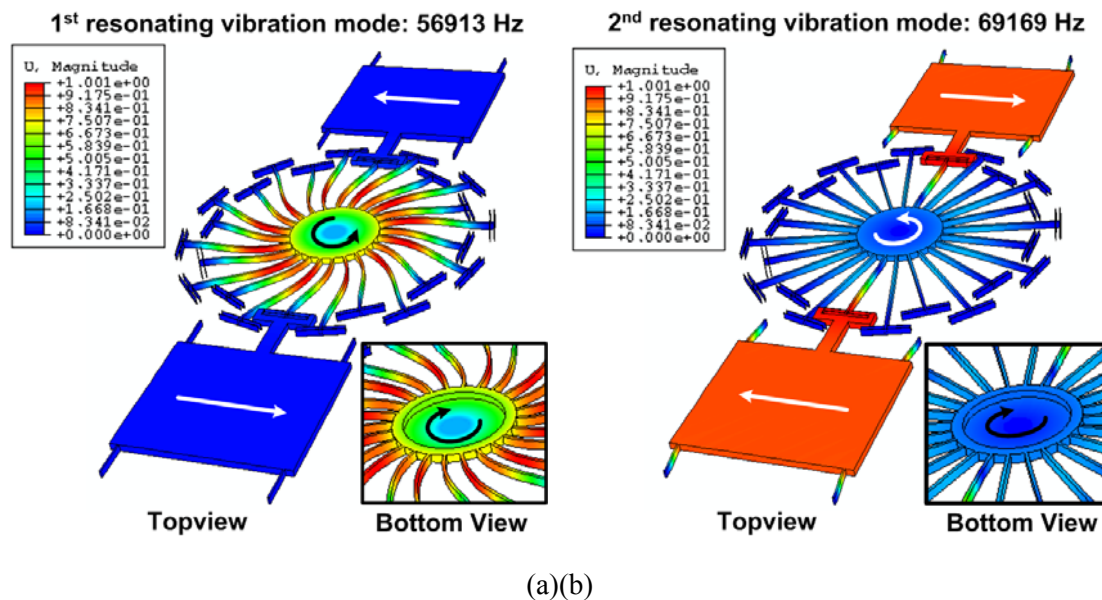 1st resonating vibration mode: 56913 Hz
U, Magnitude
+1.001e+00
+9.175e-01
+8.341e-01
+7.507e-01
+6.673e-01
+5.839e-01
+5.005e-01
+4.171e-01
+3.337e-01
+2.502e-01
+1.668e-01
+8.341e-02
+0.000e+00
Topview
Bottom View
2nd resonating vibration mode: 69169 Hz
U, Magnitude
+1.001e+00
+9.175e-01
+8.341e-01
+7.507e-01
+6.673e-01
+5.839e-01
+5.005e-01
+4.171e-01
+3.337e-01
+2.502e-01
+1.668e-01
+8.341e-02
+0.000e+00
Topview
Bottom View
(a)(b)